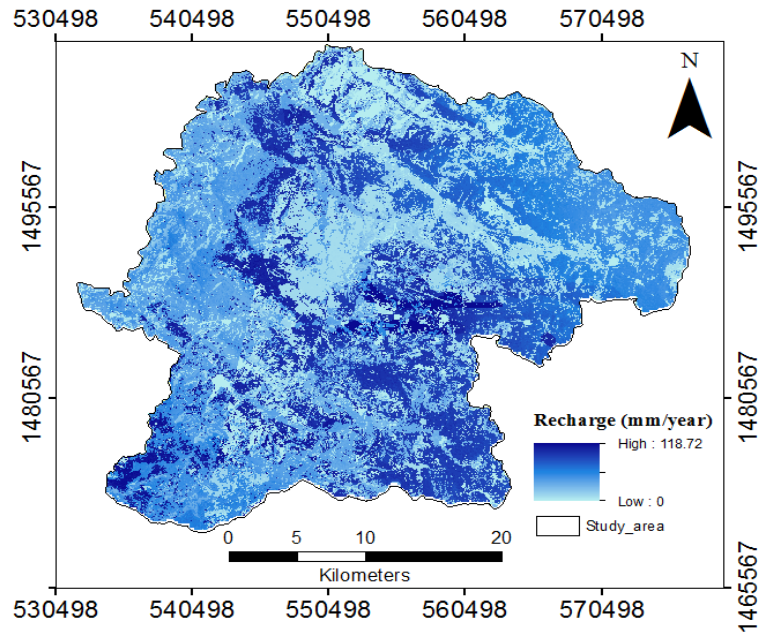 530498 540498 550498 560498 570498
N
1495567 1495567
1480567 1480567
Recharge (mm/year)
High : 118.72
Low : 0
Study_area
0 5 10 20
Kilometers
1465567
530498 540498 550498 560498 570498